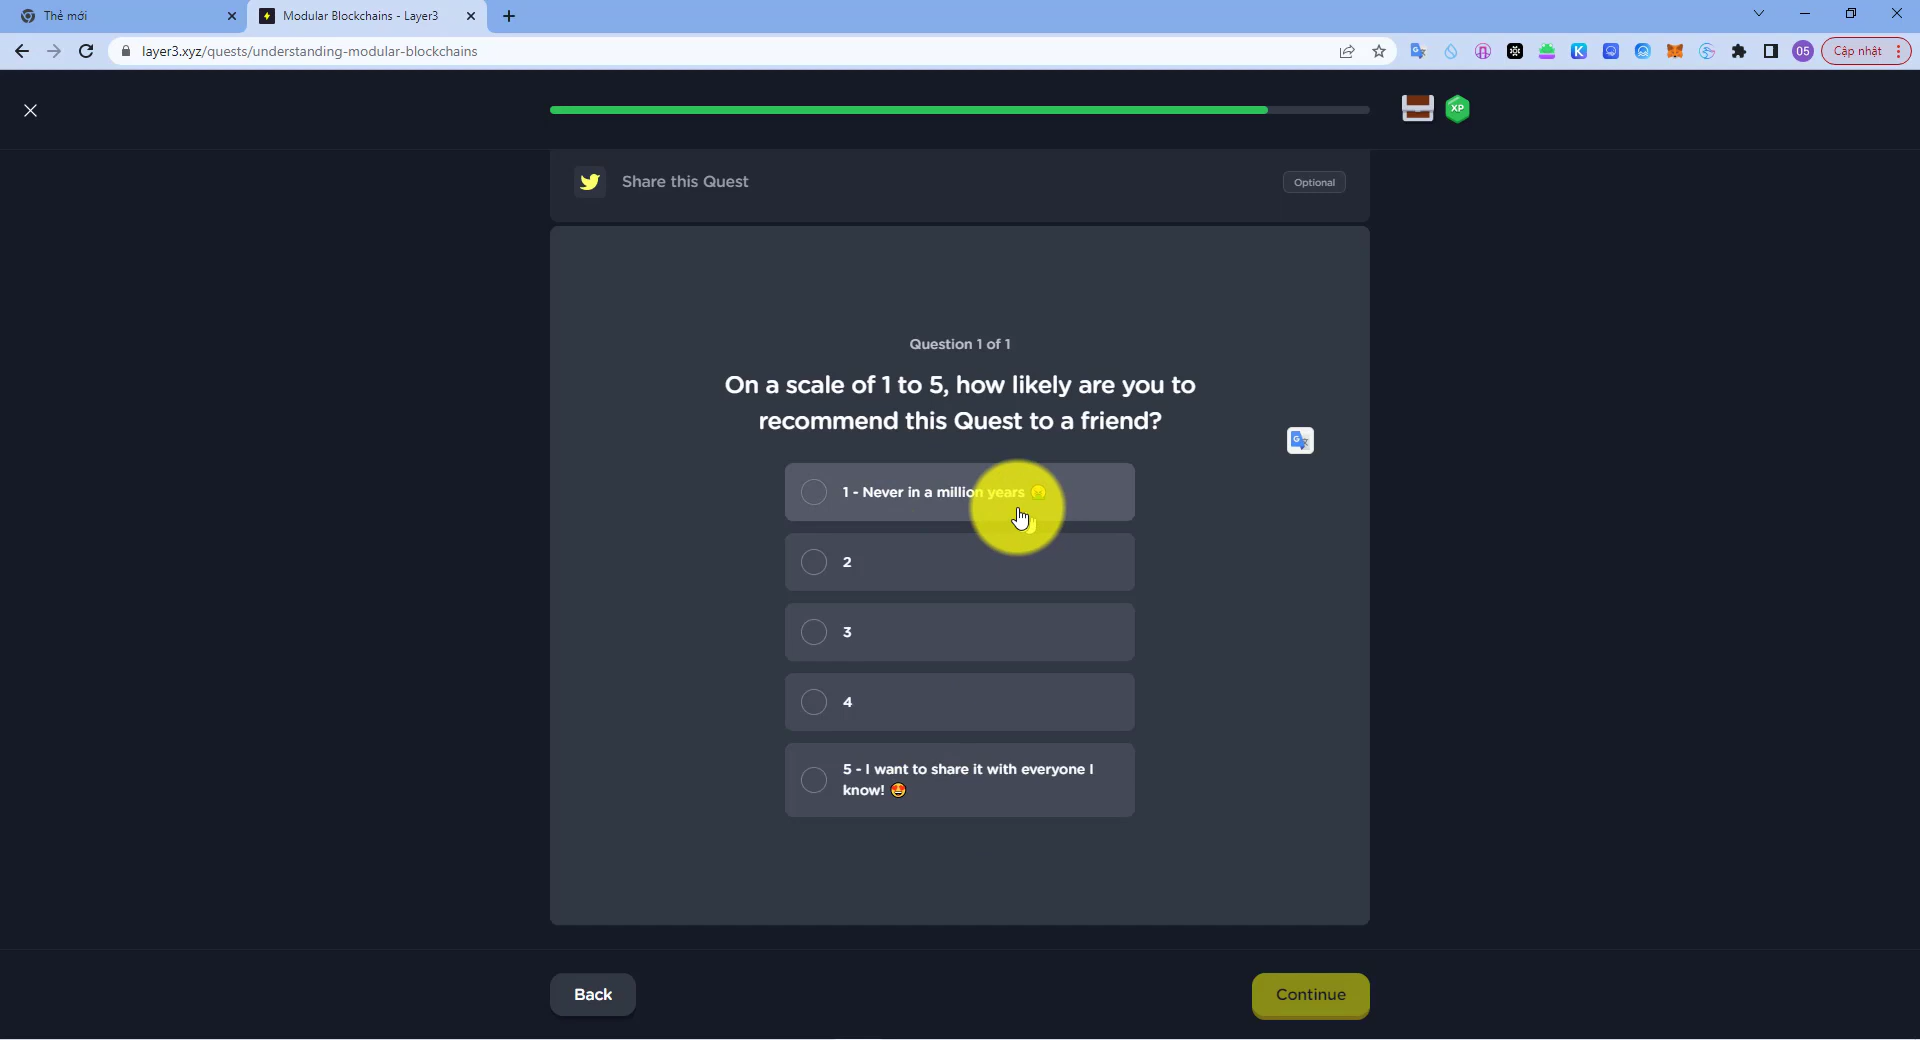 Thẻ mới
Modular Blockchains - Layer3
layer3.xyz/quests/understanding-modular-blockchains
05
Cập nhật
XP
Share this Quest
Optional
Question 1 of 1
On a scale of 1 to 5, how likely are you to
recommend this Quest to a friend?
1 - Never in a million years
2
3
4
5 - I want to share it with everyone I
know!
Back
Continue